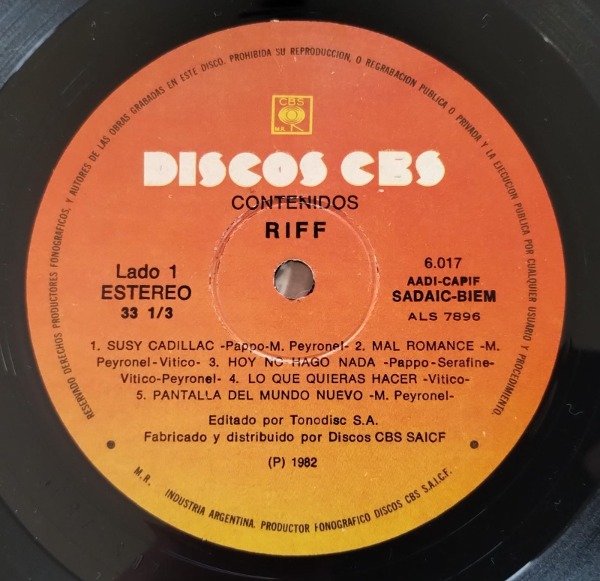 RESERVADO DERECHOS PRODUCTORES FONOGRAFICOS, Y AUTORES DE LAS OBRAS GRABADAS EN ESTE DISCO. PROHIBIDA SU REPRODUCCION, O REGRABACION PUBLICA O PRIVADA Y LA EJECUCION PUBLICA POR CUALQUIER USUARIO Y PROCEDIMIENTO.
CBS
M.R.
DISCOS CBS
CONTENIDOS
RIFF
Lado 1
ESTEREO
33 1/3
6.017
AADI-CAPIF
SADAIC-BIEM
ALS 7896
1. SUSY CADILLAC -Pappo-M. Peyronel- 2. MAL ROMANCE -M.
Peyronel-Vitico- 3. HOY NO HAGO NADA -Pappo-Serafine-
Vitico-Peyronel- 4. LO QUE QUIERAS HACER -Vitico-
5. PANTALLA DEL MUNDO NUEVO -M. Peyronel-
Editado por Tonodisc S.A.
Fabricado y distribuido por Discos CBS SAICF
(P) 1982
M.R. INDUSTRIA ARGENTINA. PRODUCTOR FONOGRAFICO DISCOS CBS S.A.I.C.F.